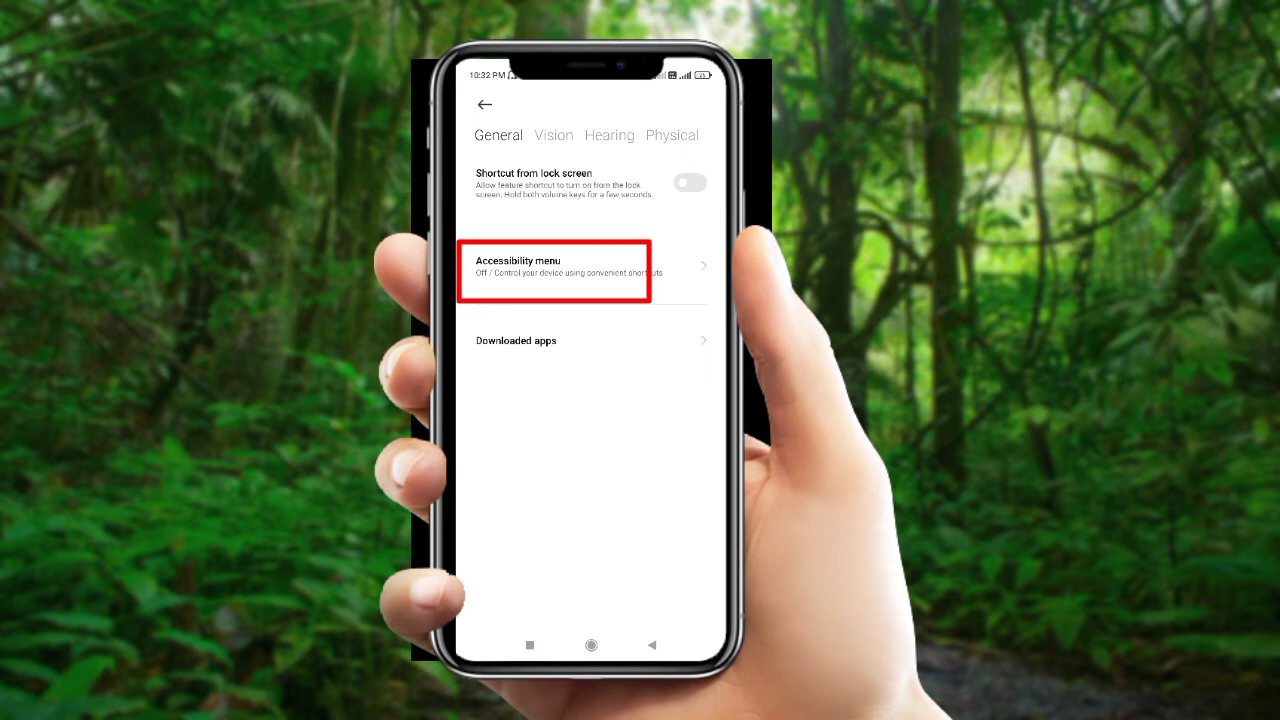 10:32 PM
25
General Vision Hearing Physical
Shortcut from lock screen
Allow feature shortcut to turn on from the lock
screen. Hold both volume keys for a few seconds.
Accessibility menu
Off / Control your device using convenient shortcuts
Downloaded apps